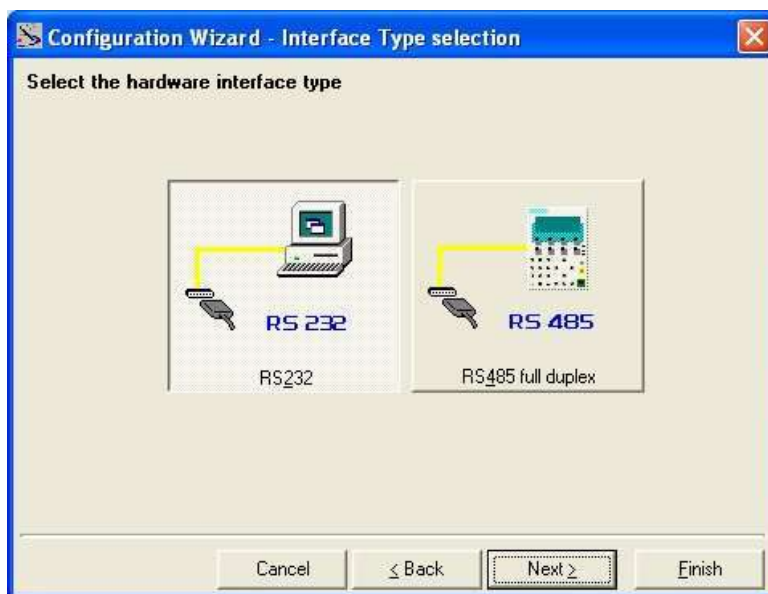 Configuration Wizard - Interface Type selection
Select the hardware interface type
RS 232
RS232
RS 485
RS485 full duplex
Cancel
< Back
Next >
Finish